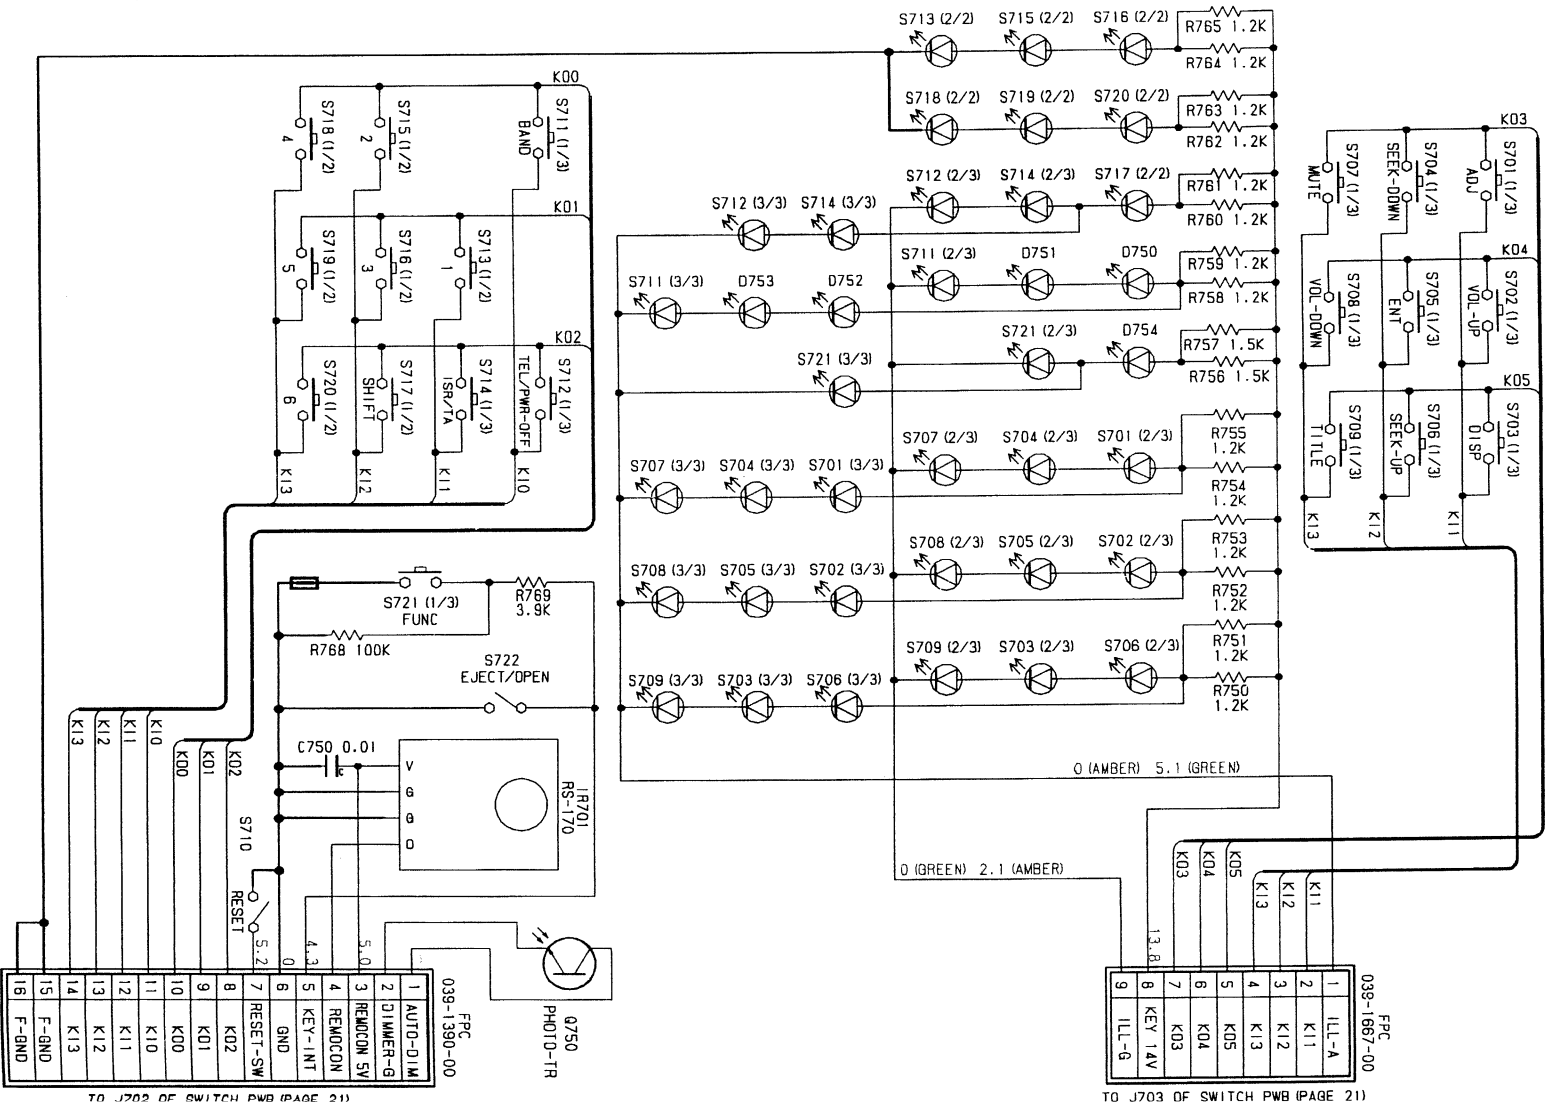 S713 (2/2) S715 (2/2) S716 (2/2)
R765 1.2K
R764 1.2K
S718 (2/2) S719 (2/2) S720 (2/2)
R763 1.2K
R762 1.2K
S712 (2/3) S714 (2/3) S717 (2/2)
R761 1.2K
R760 1.2K
S712 (3/3) S714 (3/3)
S711 (2/3) D751 D750
R759 1.2K
R758 1.2K
S711 (3/3) D753 D752
S721 (2/3) D754
R757 1.5K
R756 1.5K
S721 (3/3)
S707 (2/3) S704 (2/3) S701 (2/3)
R755
1.2K
R754
1.2K
S707 (3/3) S704 (3/3) S701 (3/3)
S708 (2/3) S705 (2/3) S702 (2/3)
R753
1.2K
R752
1.2K
S708 (3/3) S705 (3/3) S702 (3/3)
S709 (2/3) S703 (2/3) S706 (2/3)
R751
1.2K
R750
1.2K
S709 (3/3) S703 (3/3) S706 (3/3)
0 (AMBER) 5.1 (GREEN)
0 (GREEN) 2.1 (AMBER)
13.8
K00
S718 (1/2)
4
S715 (1/2)
2
S711 (1/3)
BAND
K01
S719 (1/2)
5
S716 (1/2)
3
S713 (1/2)
1
K02
S720 (1/2)
6
S717 (1/2)
SHIFT
S714 (1/3)
ISR/TA
S712 (1/3)
TEL/PWR-OFF
K13
K12
K11
K10
S721 (1/3)
FUNC
R769
3.9K
R768 100K
S722
EJECT/OPEN
K13
K12
K11
K10
K00
K01
K02
C750 0.01
C
V
G
G
O
IR701
RS-170
S710
RESET
5.2
0
4.3
5.0
Q750
PHOTO-TR
FPC
039-1390-00
1 AUTO-DIM
2 DIMMER-G
3 REMOCON 5V
4 REMOCON
5 KEY-INT
6 GND
7 RESET-SW
8 K02
9 K01
10 K00
11 K10
12 K11
13 K12
14 K13
15 F-GND
16 F-GND
TO J702 OF SWITCH PWB (PAGE 21)
K03
S707 (1/3)
MUTE
S704 (1/3)
SEEK-DOWN
S701 (1/3)
ADJ
K04
S708 (1/3)
VOL-DOWN
S705 (1/3)
ENT
S702 (1/3)
VOL-UP
K05
S709 (1/3)
TITLE
S706 (1/3)
SEEK-UP
S703 (1/3)
DISP
K13
K12
K11
K03
K04
K05
K13
K12
K11
FPC
039-1667-00
1 ILL-A
2 K11
3 K12
4 K13
5 K05
6 K04
7 K03
8 KEY 14V
9 ILL-G
TO J703 OF SWITCH PWB (PAGE 21)